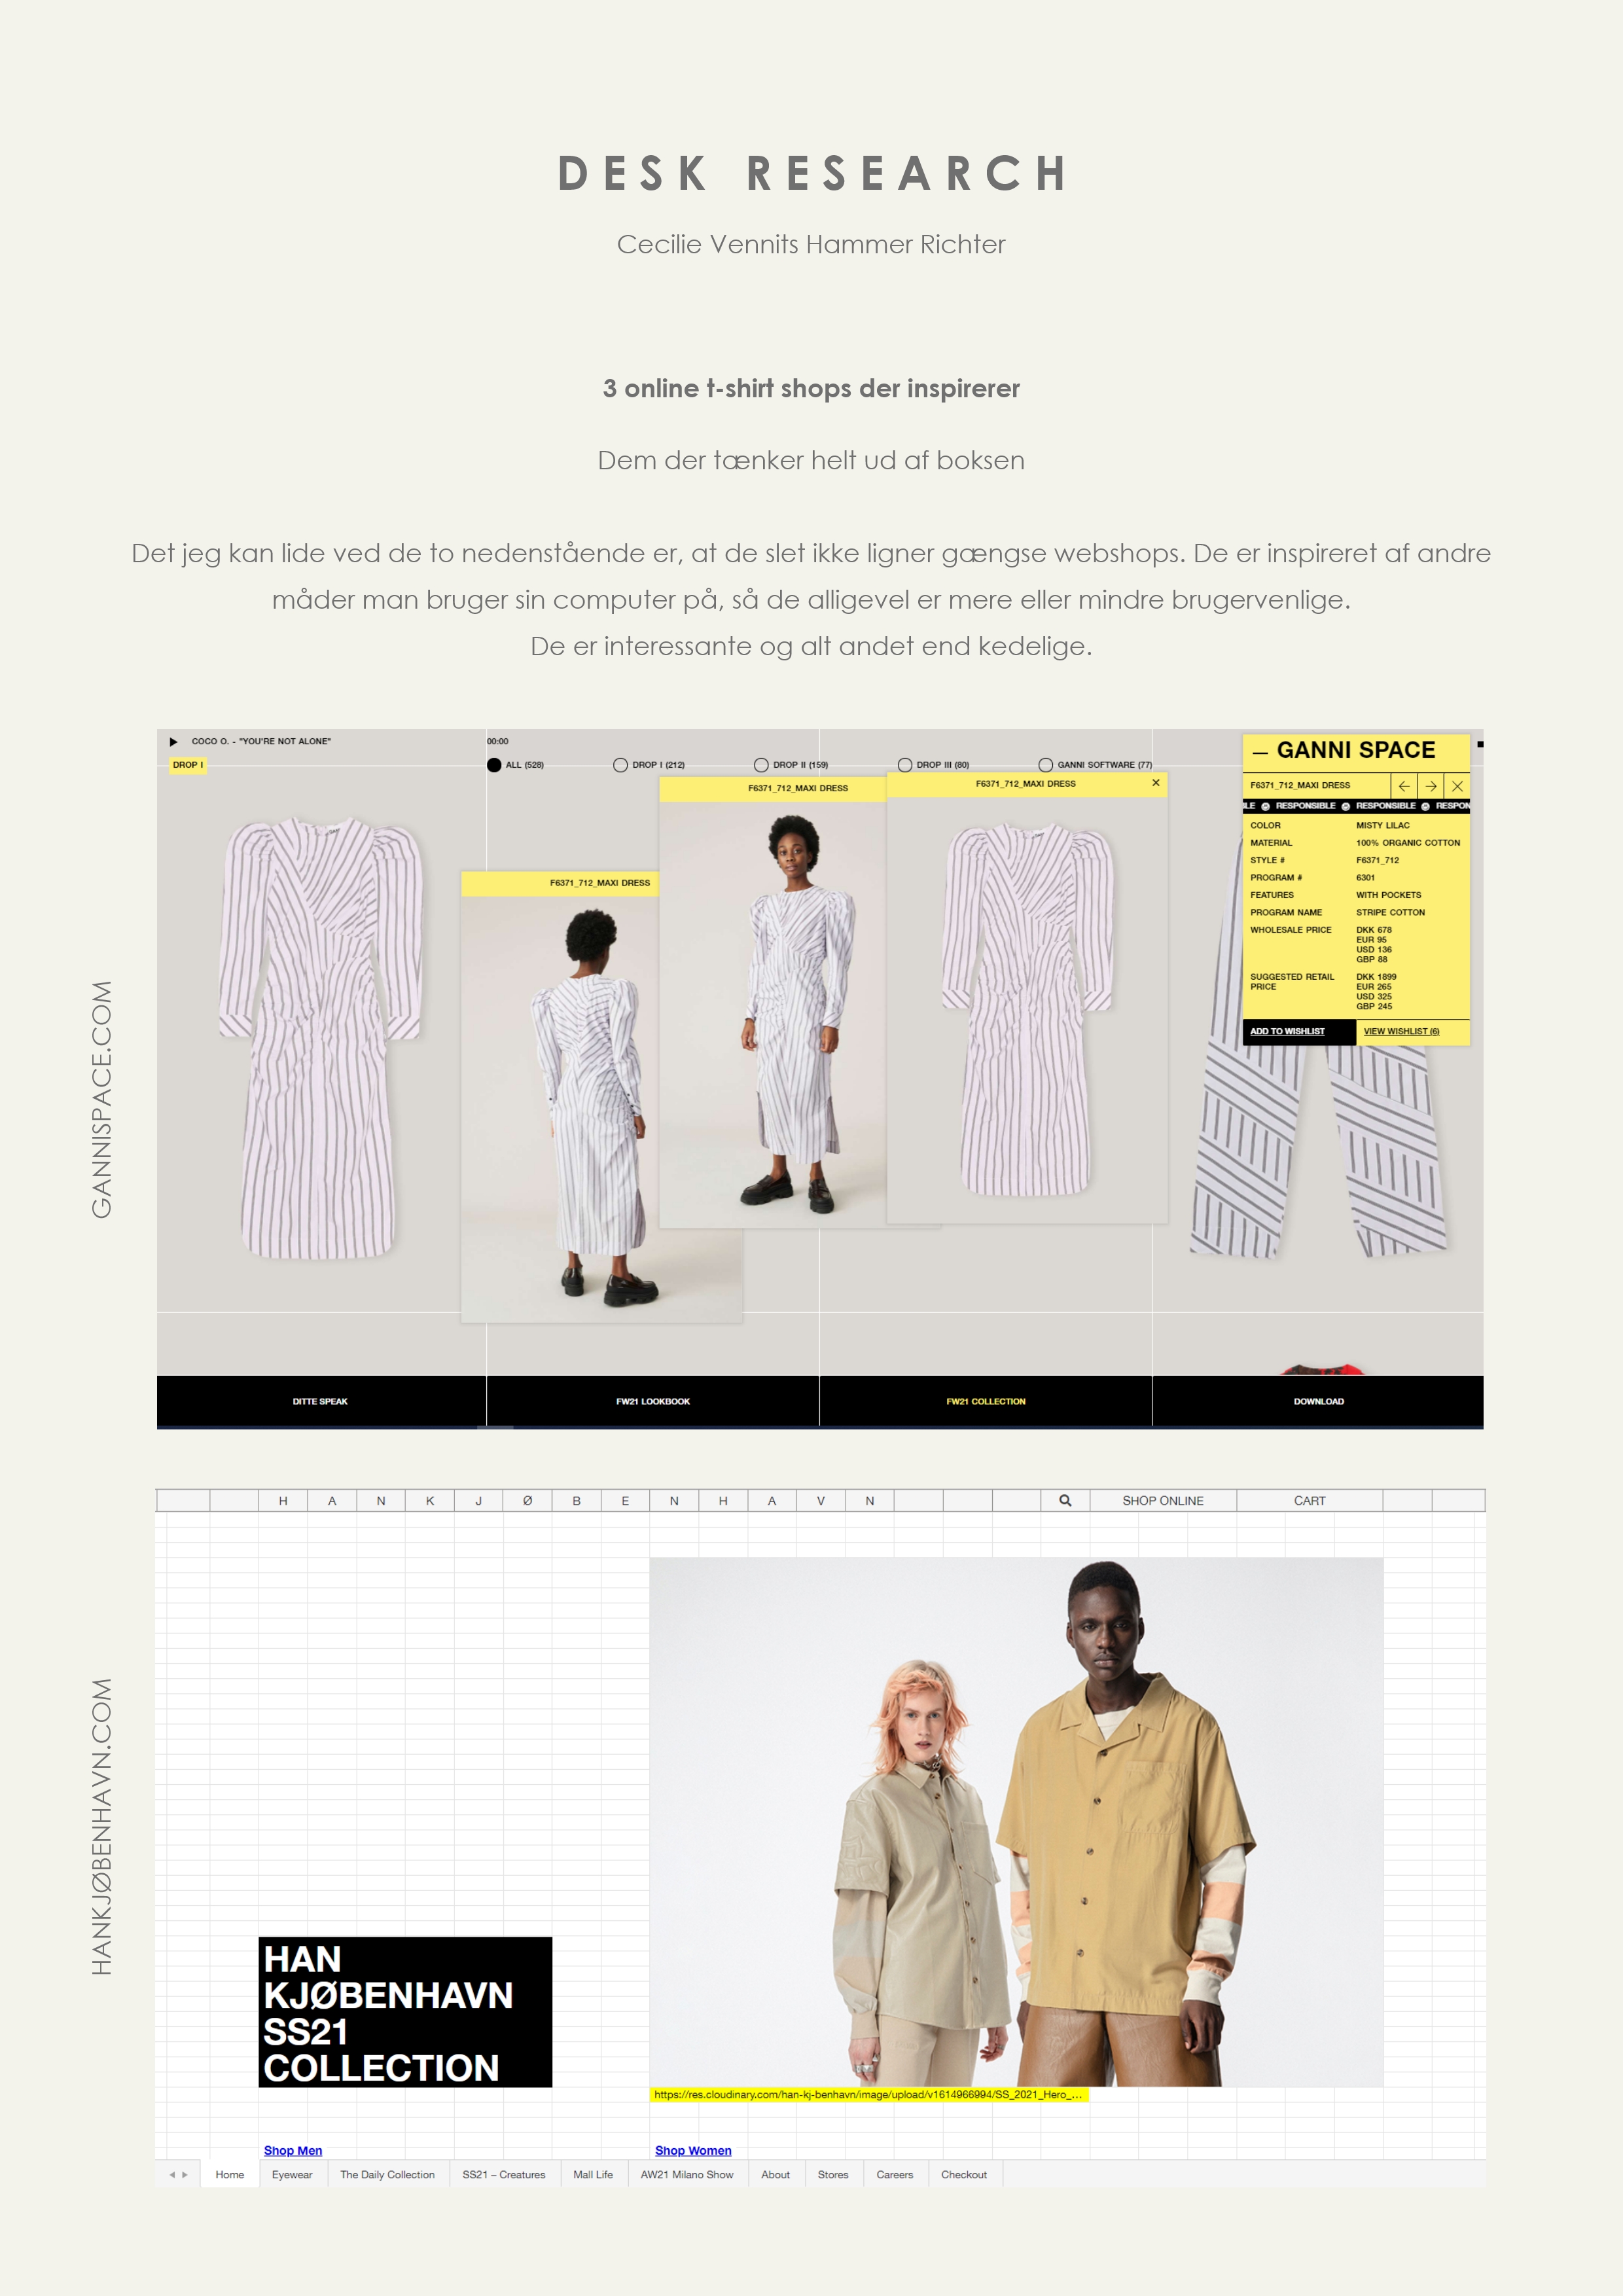 DESK RESEARCH
Cecilie Vennits Hammer Richter
3 online t-shirt shops der inspirerer
Dem der tænker helt ud af boksen
Det jeg kan lide ved de to nedenstående er, at de slet ikke ligner gængse webshops. De er inspireret af andre
måder man bruger sin computer på, så de alligevel er mere eller mindre brugervenlige.
De er interessante og alt andet end kedelige.
GANNISPACE.COM
COCO O. - "YOU'RE NOT ALONE"
00:00
DROP I
ALL (528)
DROP I (212)
DROP II (159)
DROP III (80)
GANNI SOFTWARE (77)
F6371_712_MAXI DRESS
F6371_712_MAXI DRESS
F6371_712_MAXI DRESS
— GANNI SPACE
F6371_712_MAXI DRESS
LE RESPONSIBLE RESPONSIBLE RESPON
COLOR MISTY LILAC
MATERIAL 100% ORGANIC COTTON
STYLE # F6371_712
PROGRAM # 6301
FEATURES WITH POCKETS
PROGRAM NAME STRIPE COTTON
WHOLESALE PRICE DKK 678
EUR 95
USD 136
GBP 88
SUGGESTED RETAIL DKK 1899
PRICE EUR 265
USD 325
GBP 245
ADD TO WISHLIST VIEW WISHLIST (6)
DITTE SPEAK
FW21 LOOKBOOK
FW21 COLLECTION
DOWNLOAD
HANKJØBENHAVN.COM
H A N K J Ø B E N H A V N SHOP ONLINE CART
HAN
KJØBENHAVN
SS21
COLLECTION
https://res.cloudinary.com/han-kj-benhavn/image/upload/v1614966994/SS_2021_Hero_...
Shop Men
Shop Women
Home Eyewear The Daily Collection SS21 – Creatures Mall Life AW21 Milano Show About Stores Careers Checkout